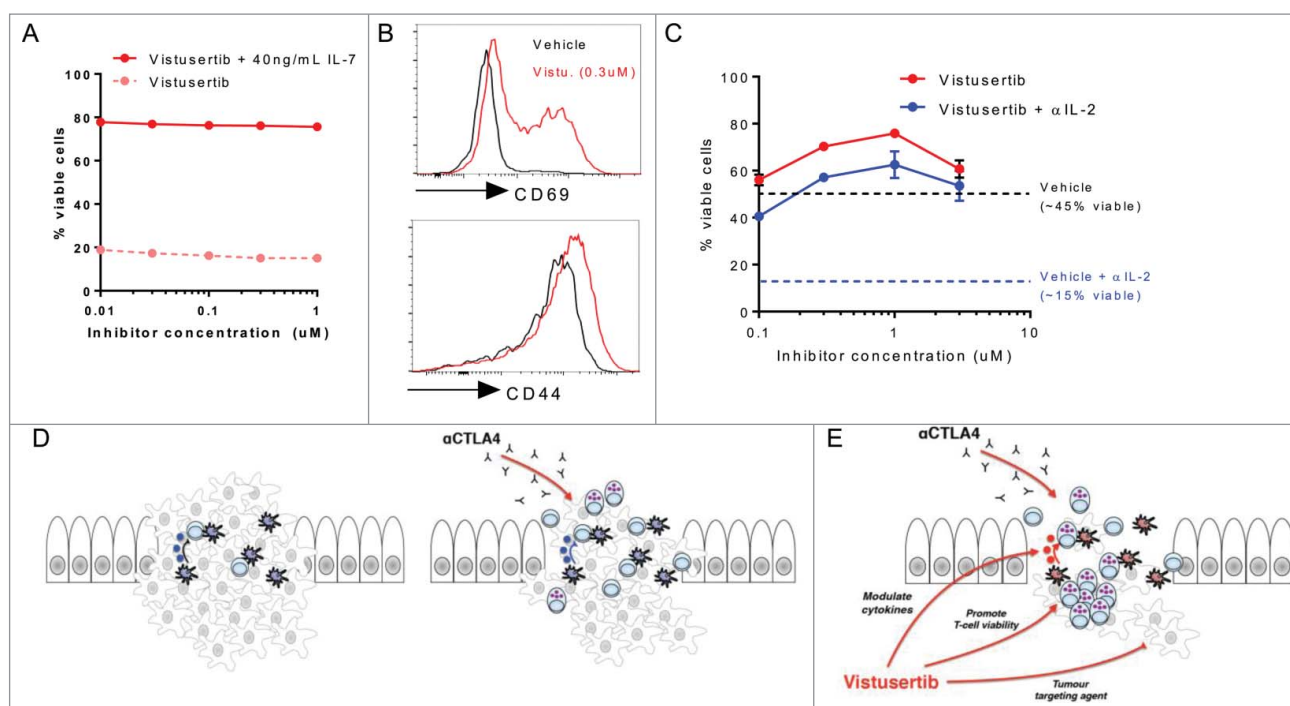 A
Vistusertib + 40ng/mL IL-7
Vistusertib
% viable cells
100
80
60
40
20
0
0.01
0.1
1
Inhibitor concentration (uM)
B
Vehicle
Vistu. (0.3uM)
CD69
CD44
C
Vistusertib
Vistusertib + αIL-2
% viable cells
100
80
60
40
20
0
0.1
1
10
Inhibitor concentration (uM)
Vehicle
(~45% viable)
Vehicle + αIL-2
(~15% viable)
D
αCTLA4
E
αCTLA4
Modulate
cytokines
Promote
T-cell viability
Vistusertib
Tumour
targeting agent